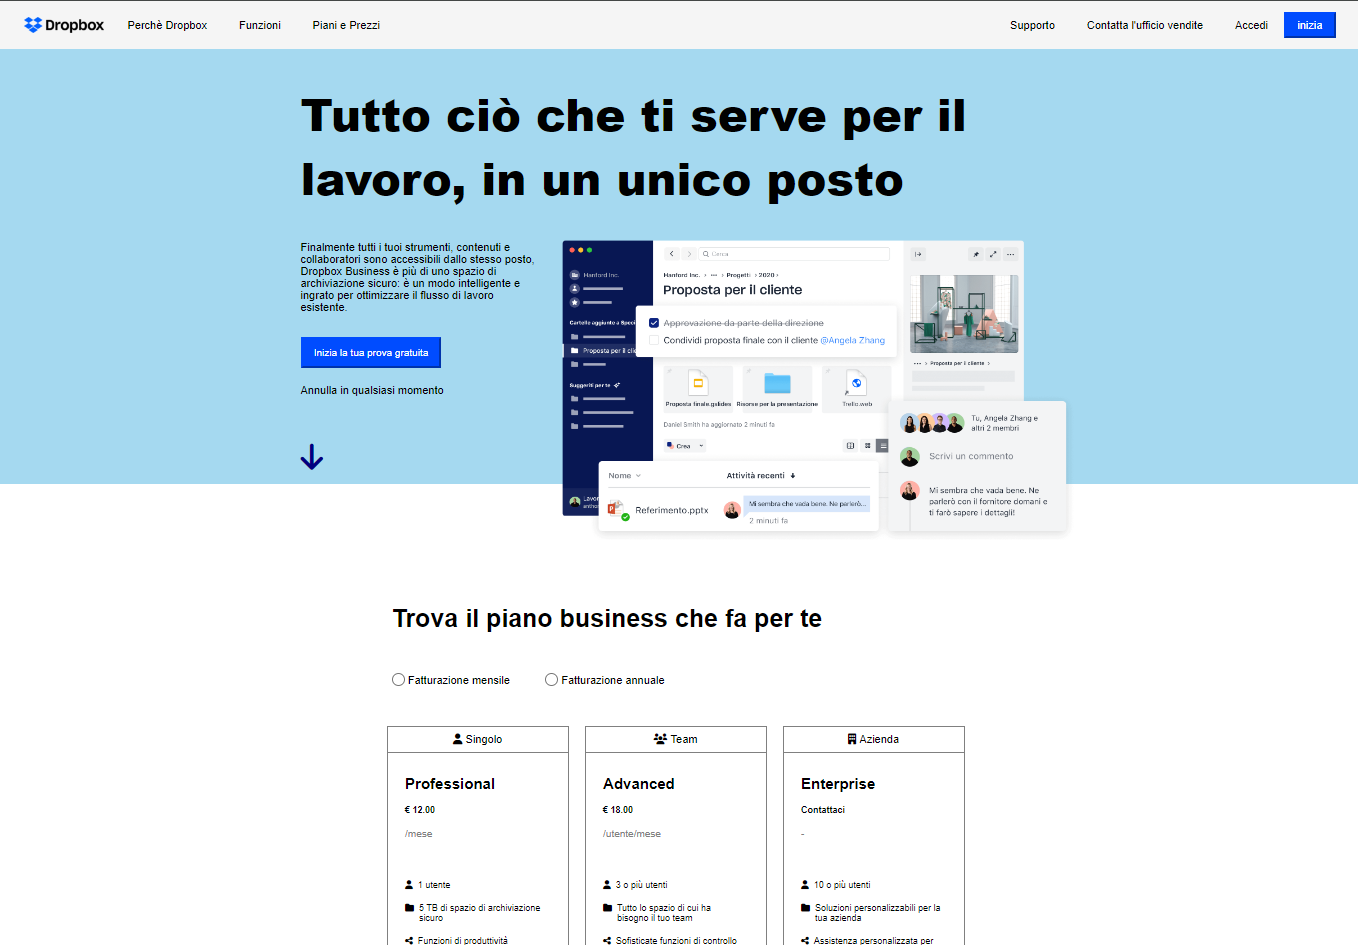 Dropbox
Perchè Dropbox
Funzioni
Piani e Prezzi
Supporto
Contatta l'ufficio vendite
Accedi
inizia
Tutto ciò che ti serve per il
lavoro, in un unico posto
Finalmente tutti i tuoi strumenti, contenuti e
collaboratori sono accessibili dallo stesso posto,
Dropbox Business è più di uno spazio di
archiviazione sicuro: è un modo intelligente e
ingrato per ottimizzare il flusso di lavoro
esistente.
Inizia la tua prova gratuita
Annulla in qualsiasi momento
Hanford Inc.
Cartelle aggiunte a Speci
Proposta per il clie
Suggeriti per te
Lavor
antho
Cerca
Hanford Inc. › ··· › Progetti › 2020 ›
Proposta per il cliente
Approvazione da parte della direzione
Condividi proposta finale con il cliente @Angela Zhang
Proposta finale.gslides
Risorse per la presentazione
Trello.web
Daniel Smith ha aggiornato 2 minuti fa
Crea
··· › Proposta per il cliente ›
Nome
Attività recenti
Referimento.pptx
Mi sembra che vada bene. Ne parlerò...
2 minuti fa
Tu, Angela Zhang e
altri 2 membri
Scrivi un commento
Mi sembra che vada bene. Ne
parlerò con il fornitore domani e
ti farò sapere i dettagli!
Trova il piano business che fa per te
Fatturazione mensile
Fatturazione annuale
Singolo
Professional
€ 12.00
/mese
1 utente
5 TB di spazio di archiviazione
sicuro
Funzioni di produttività
Team
Advanced
€ 18.00
/utente/mese
3 o più utenti
Tutto lo spazio di cui ha
bisogno il tuo team
Sofisticate funzioni di controllo
Azienda
Enterprise
Contattaci
-
10 o più utenti
Soluzioni personalizzabili per la
tua azienda
Assistenza personalizzata per